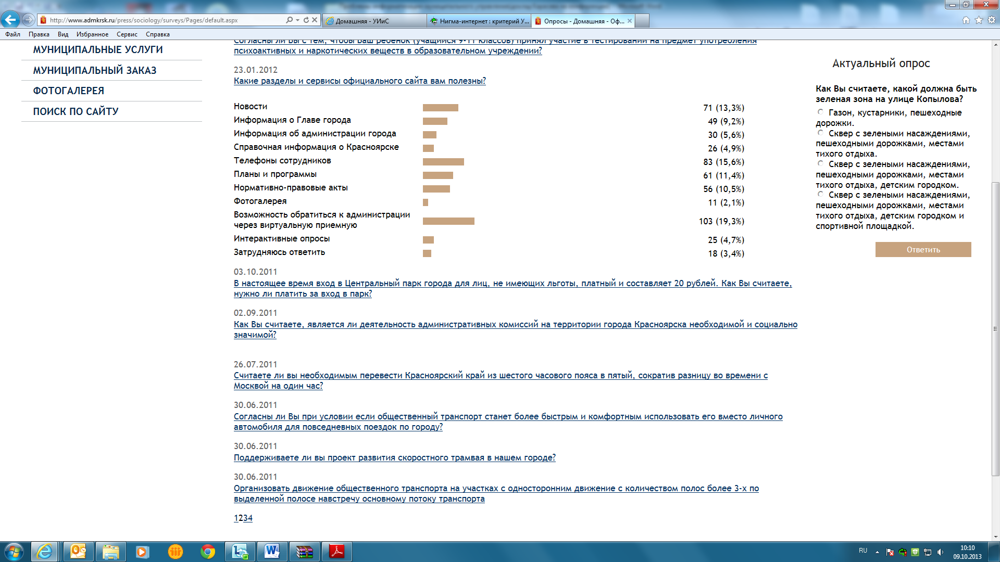 http://www.admkrsk.ru/press/sociology/surveys/Pages/default.aspx
Домашняя - УИиС
Нигма-интернет : критерий У...
Опросы - Домашняя - Оф...
Файл Правка Вид Избранное Сервис Справка
МУНИЦИПАЛЬНЫЕ УСЛУГИ
МУНИЦИПАЛЬНЫЙ ЗАКАЗ
ФОТОГАЛЕРЕЯ
ПОИСК ПО САЙТУ
Согласны ли Вы с тем, чтобы Ваш ребенок (учащийся 9-11 классов) принял участие в тестировании на предмет употребления
психоактивных и наркотических веществ в образовательном учреждении?
23.01.2012
Какие разделы и сервисы официального сайта вам полезны?
Новости 71 (13,3%)
Информация о Главе города 49 (9,2%)
Информация об администрации города 30 (5,6%)
Справочная информация о Красноярске 26 (4,9%)
Телефоны сотрудников 83 (15,6%)
Планы и программы 61 (11,4%)
Нормативно-правовые акты 56 (10,5%)
Фотогалерея 11 (2,1%)
Возможность обратиться к администрации
через виртуальную приемную 103 (19,3%)
Интерактивные опросы 25 (4,7%)
Затрудняюсь ответить 18 (3,4%)
03.10.2011
В настоящее время вход в Центральный парк города для лиц, не имеющих льготы, платный и составляет 20 рублей. Как Вы считаете,
нужно ли платить за вход в парк?
02.09.2011
Как Вы считаете, является ли деятельность административных комиссий на территории города Красноярска необходимой и социально
значимой?
26.07.2011
Считаете ли вы необходимым перевести Красноярский край из шестого часового пояса в пятый, сократив разницу во времени с
Москвой на один час?
30.06.2011
Согласны ли Вы при условии если общественный транспорт станет более быстрым и комфортным использовать его вместо личного
автомобиля для повседневных поездок по городу?
30.06.2011
Поддерживаете ли вы проект развития скоростного трамвая в нашем городе?
30.06.2011
Организовать движение общественного транспорта на участках с односторонним движение с количеством полос более 3-х по
выделенной полосе навстречу основному потоку транспорта
1234
Актуальный опрос
Как Вы считаете, какой должна быть
зеленая зона на улице Копылова?
Газон, кустарники, пешеходные
дорожки.
Сквер с зелеными насаждениями,
пешеходными дорожками, местами
тихого отдыха.
Сквер с зелеными насаждениями,
пешеходными дорожками, местами
тихого отдыха, детским городком.
Сквер с зелеными насаждениями,
пешеходными дорожками, местами
тихого отдыха, детским городком и
спортивной площадкой.
Ответить
RU
10:10
09.10.2013